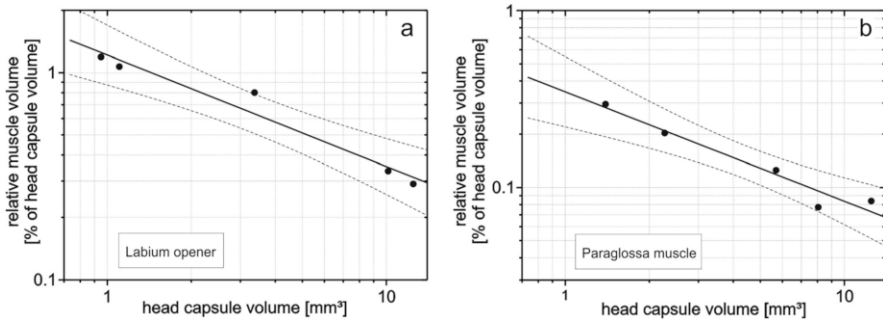 a
relative muscle volume
[% of head capsule volume]
1
0.1
Labium opener
1
10
head capsule volume [mm³]
b
relative muscle volume
[% of head capsule volume]
1
0.1
Paraglossa muscle
1
10
head capsule volume [mm³]